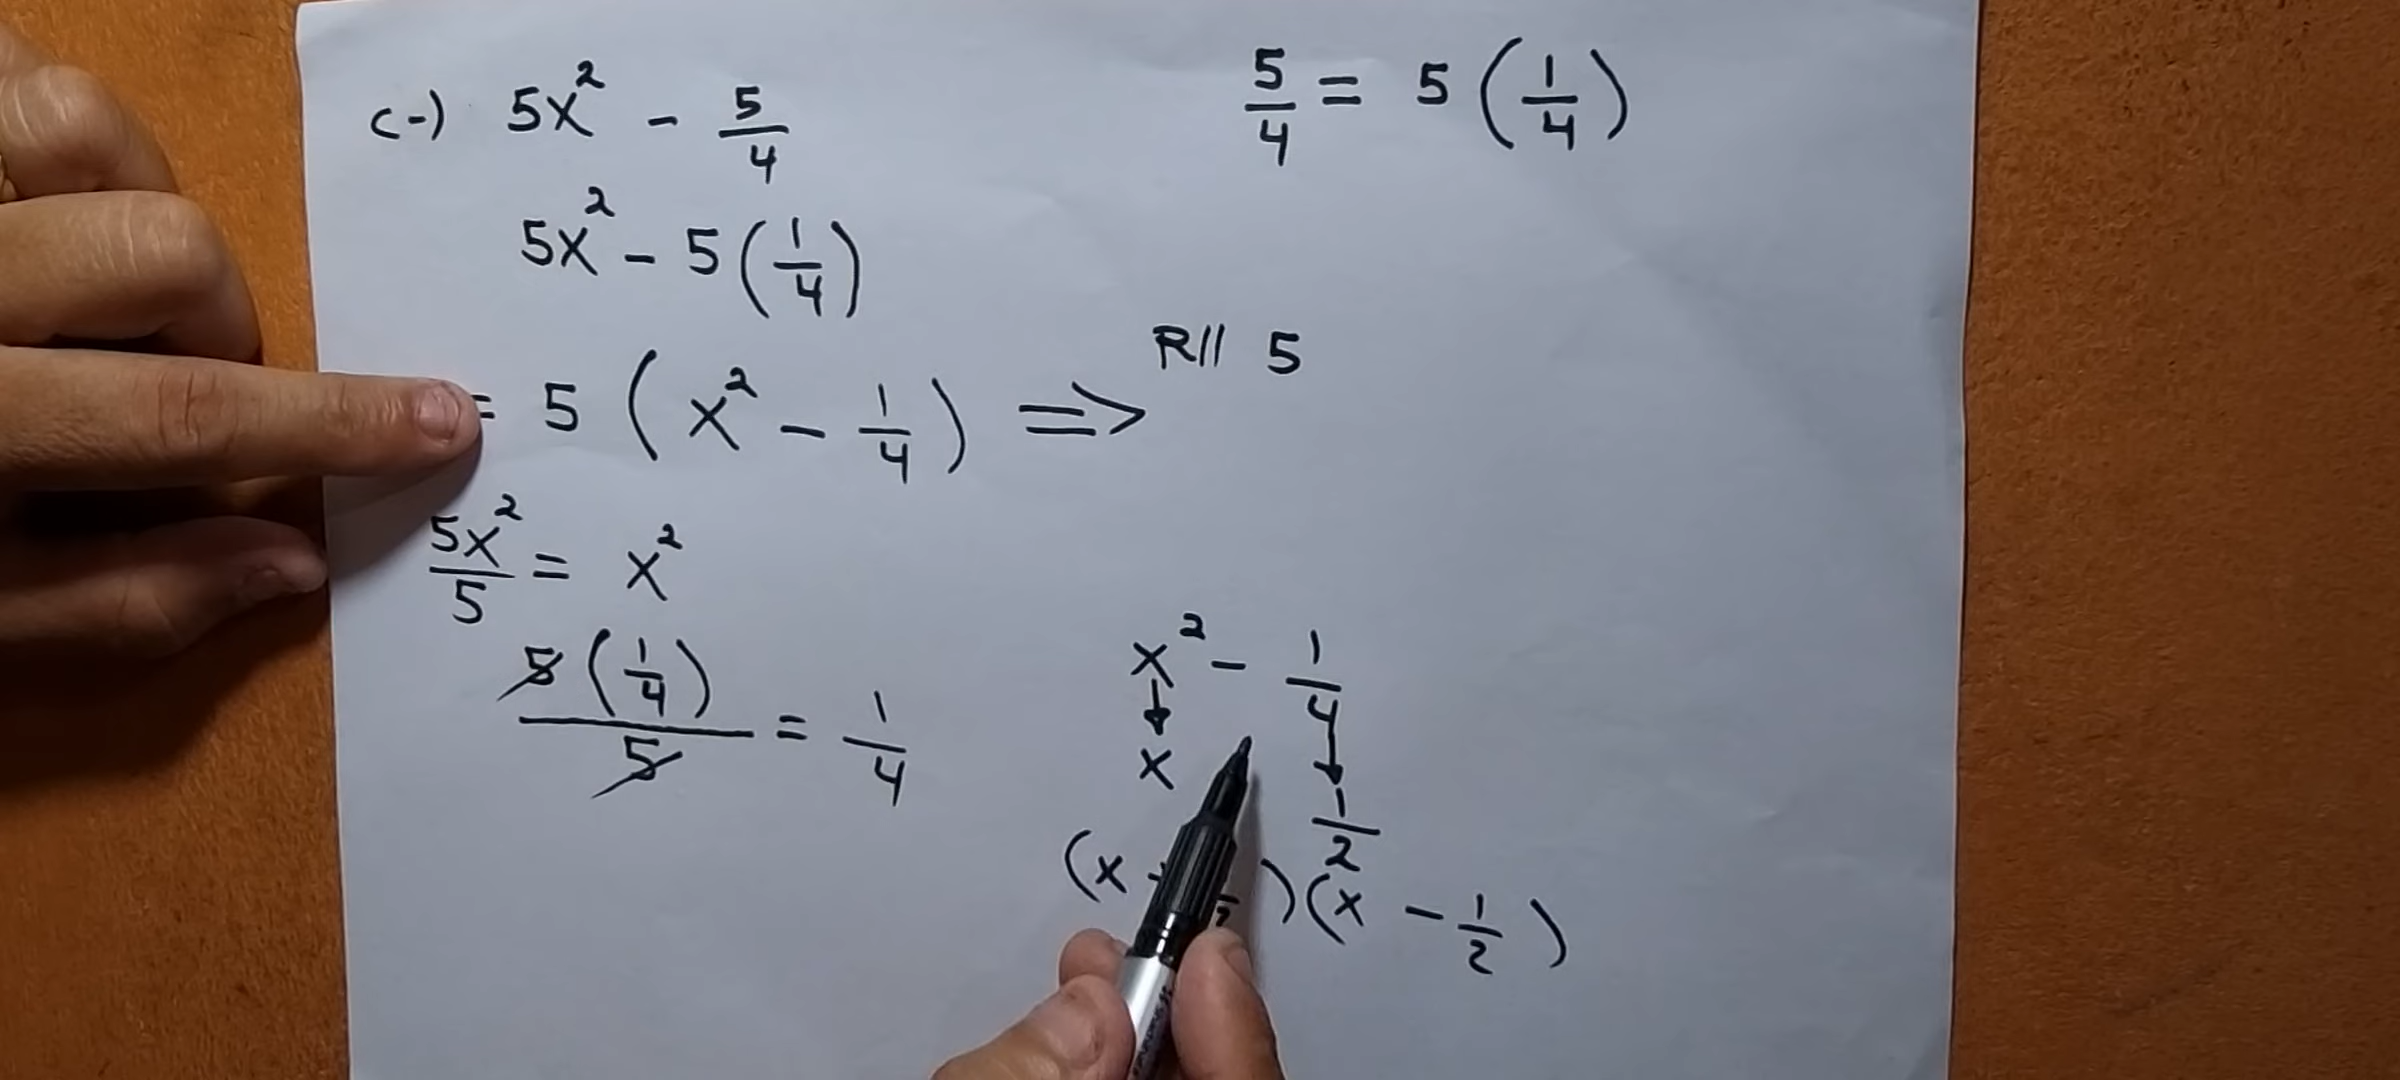 c-) 5x² - 5/4
5/4 = 5(1/4)
5x² - 5(1/4)
= 5(x² - 1/4) => R// 5
5x²/5 = x²
5(1/4)/5 = 1/4
x² - 1/4
x 1/2
(x )(x - 1/2)